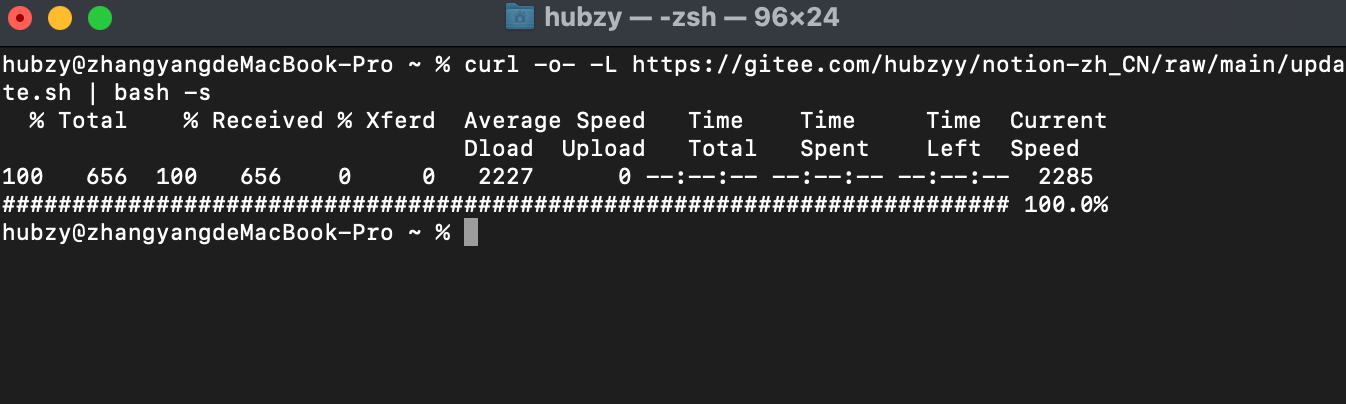 hubzy — -zsh — 96×24
hubzy@zhangyangdeMacBook-Pro ~ % curl -o- -L https://gitee.com/hubzyy/notion-zh_CN/raw/main/upda
te.sh | bash -s
  % Total    % Received % Xferd  Average Speed   Time    Time     Time  Current
                                 Dload  Upload   Total   Spent    Left  Speed
100   656  100   656    0     0   2227      0 --:--:-- --:--:-- --:--:--  2285
######################################################################## 100.0%
hubzy@zhangyangdeMacBook-Pro ~ %